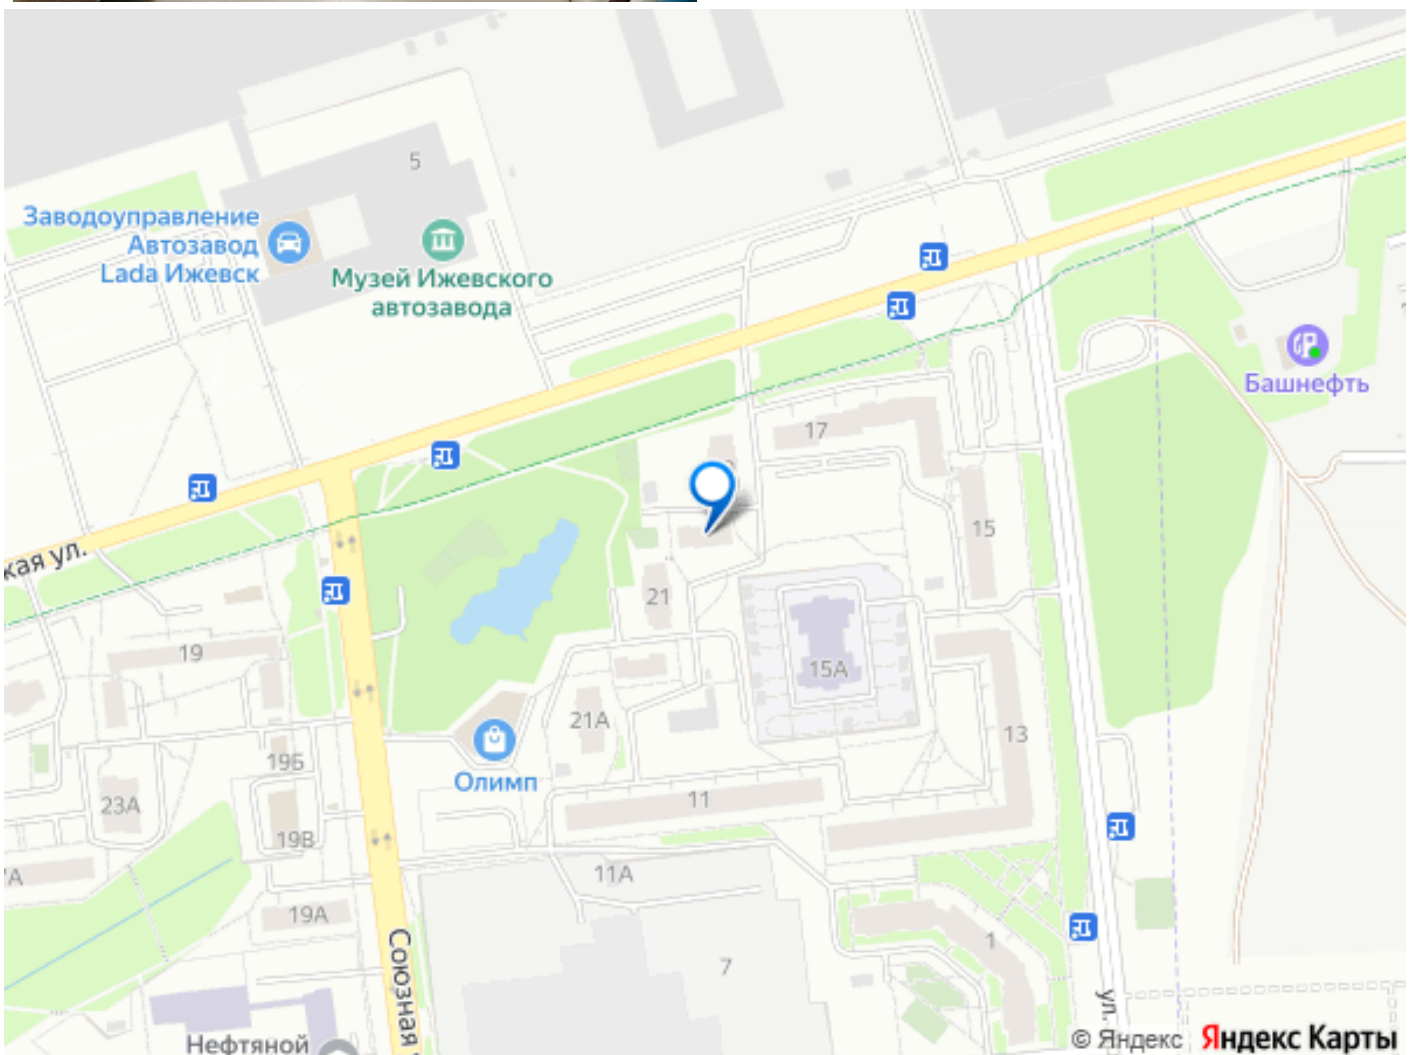 5
Заводоуправление
Автозавод
Lada Ижевск
Музей Ижевского
автозавода
Башнефть
17
15
кая ул.
21
19
15А
21А
13
19Б
Олимп
11
23А
19В
11А
А
19А
1
Союзная
7
ул.
Нефтяной
© Яндекс Яндекс Карты